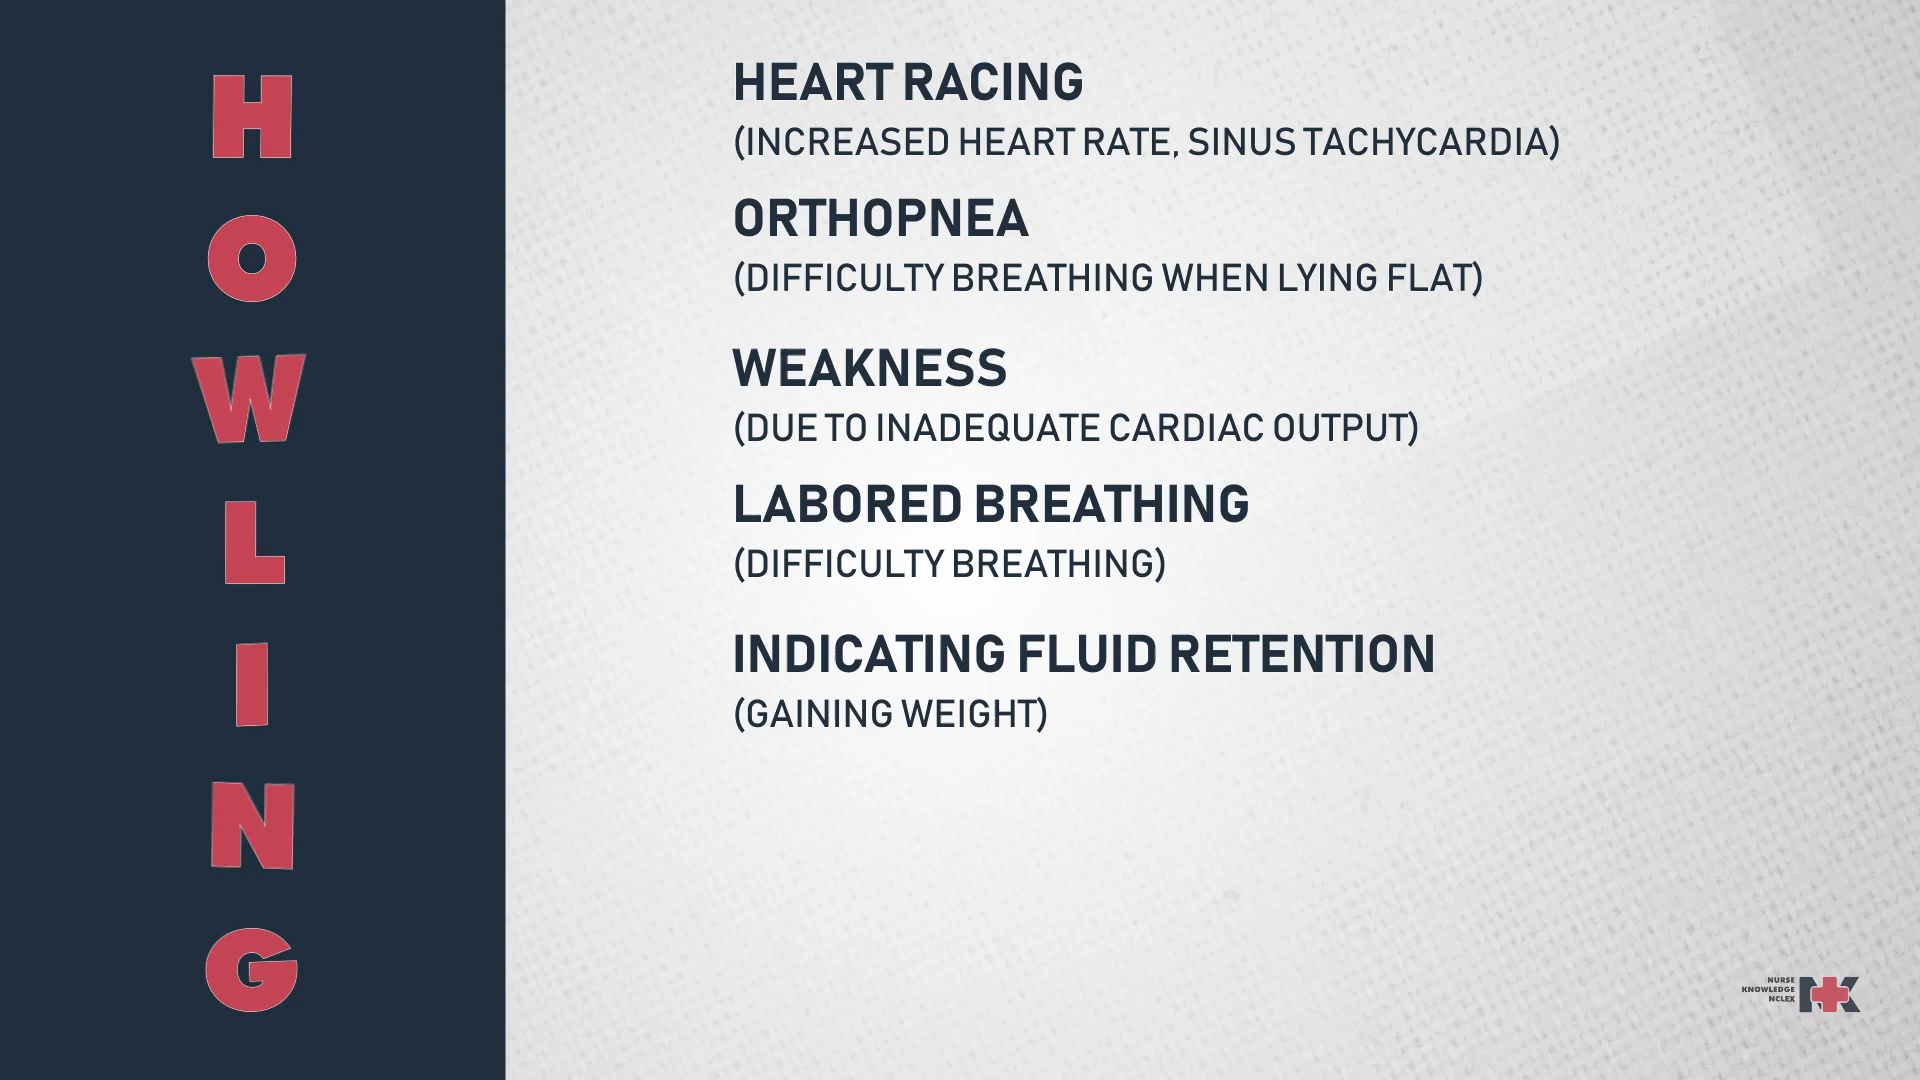 H
O
W
L
I
N
G
HEART RACING
(INCREASED HEART RATE, SINUS TACHYCARDIA)
ORTHOPNEA
(DIFFICULTY BREATHING WHEN LYING FLAT)
WEAKNESS
(DUE TO INADEQUATE CARDIAC OUTPUT)
LABORED BREATHING
(DIFFICULTY BREATHING)
INDICATING FLUID RETENTION
(GAINING WEIGHT)
NURSE
KNOWLEDGE
NCLEX
NK